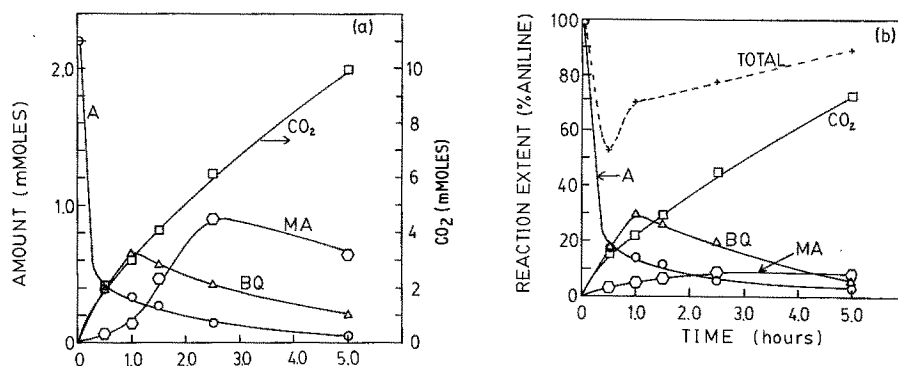 (a)
AMOUNT (mMOLES)
2.0
1.0
0
A
CO₂
MA
BQ
10
8
6
4
2
0
CO₂ (mMOLES)
0 1.0 2.0 3.0 4.0 5.0
(b)
REACTION EXTENT (% ANILINE)
100
80
60
40
20
0
TOTAL
CO₂
A
BQ
MA
0 1.0 2.0 3.0 4.0 5.0
TIME (hours)